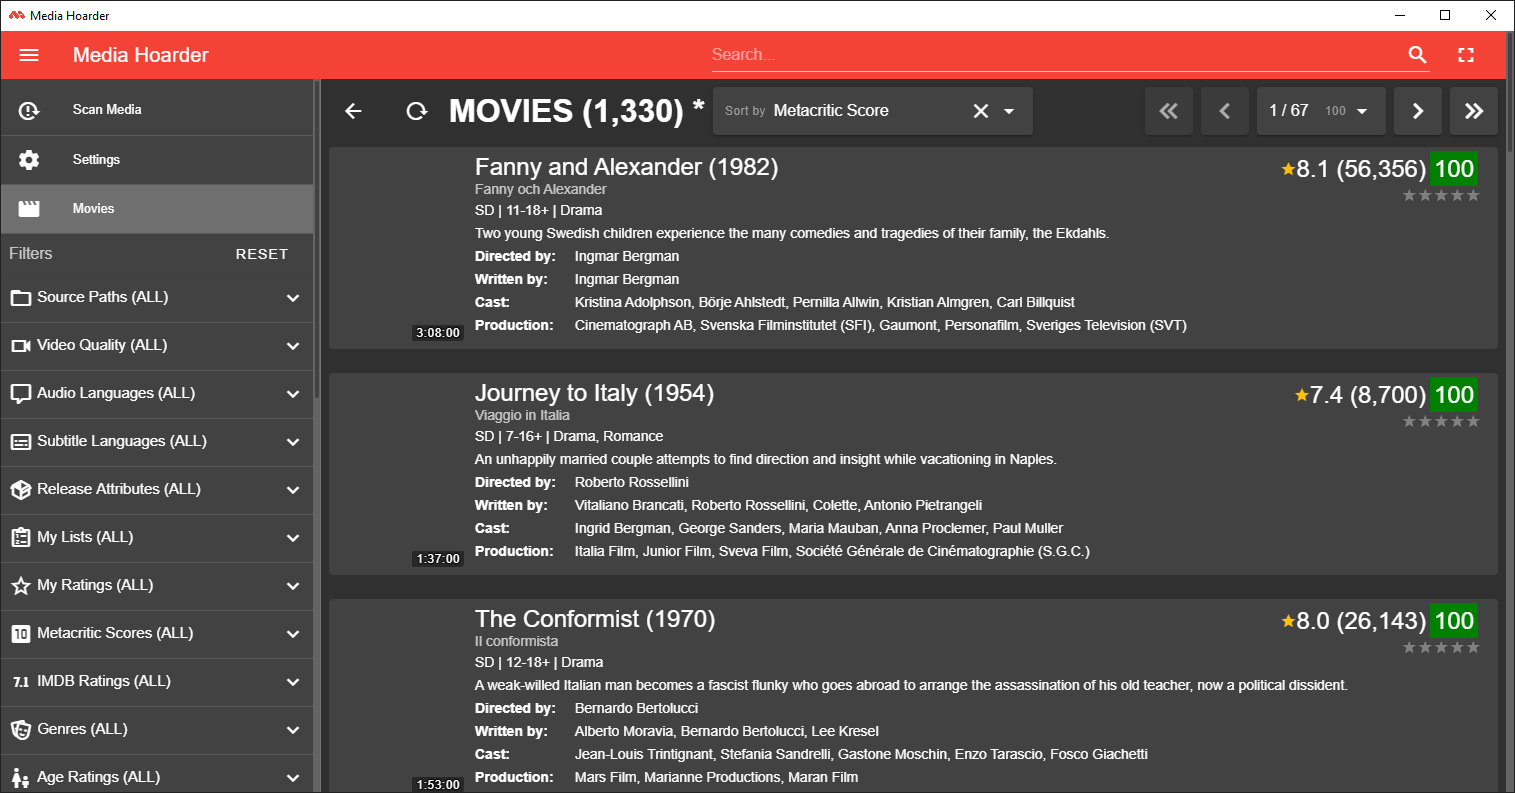 Media Hoarder
Media Hoarder
Search...
Scan Media
Settings
Movies
Filters
RESET
Source Paths (ALL)
Video Quality (ALL)
Audio Languages (ALL)
Subtitle Languages (ALL)
Release Attributes (ALL)
My Lists (ALL)
My Ratings (ALL)
10 Metacritic Scores (ALL)
7.1 IMDB Ratings (ALL)
Genres (ALL)
Age Ratings (ALL)
MOVIES (1,330) *
Sort by Metacritic Score
1 / 67 100
Fanny and Alexander (1982)
8.1 (56,356) 100
Fanny och Alexander
SD | 11-18+ | Drama
Two young Swedish children experience the many comedies and tragedies of their family, the Ekdahls.
Directed by: Ingmar Bergman
Written by: Ingmar Bergman
Cast: Kristina Adolphson, Börje Ahlstedt, Pernilla Allwin, Kristian Almgren, Carl Billquist
Production: Cinematograph AB, Svenska Filminstitutet (SFI), Gaumont, Personafilm, Sveriges Television (SVT)
3:08:00
Journey to Italy (1954)
7.4 (8,700) 100
Viaggio in Italia
SD | 7-16+ | Drama, Romance
An unhappily married couple attempts to find direction and insight while vacationing in Naples.
Directed by: Roberto Rossellini
Written by: Vitaliano Brancati, Roberto Rossellini, Colette, Antonio Pietrangeli
Cast: Ingrid Bergman, George Sanders, Maria Mauban, Anna Proclemer, Paul Muller
Production: Italia Film, Junior Film, Sveva Film, Société Générale de Cinématographie (S.G.C.)
1:37:00
The Conformist (1970)
8.0 (26,143) 100
Il conformista
SD | 12-18+ | Drama
A weak-willed Italian man becomes a fascist flunky who goes abroad to arrange the assassination of his old teacher, now a political dissident.
Directed by: Bernardo Bertolucci
Written by: Alberto Moravia, Bernardo Bertolucci, Lee Kresel
Cast: Jean-Louis Trintignant, Stefania Sandrelli, Gastone Moschin, Enzo Tarascio, Fosco Giachetti
Production: Mars Film, Marianne Productions, Maran Film
1:53:00